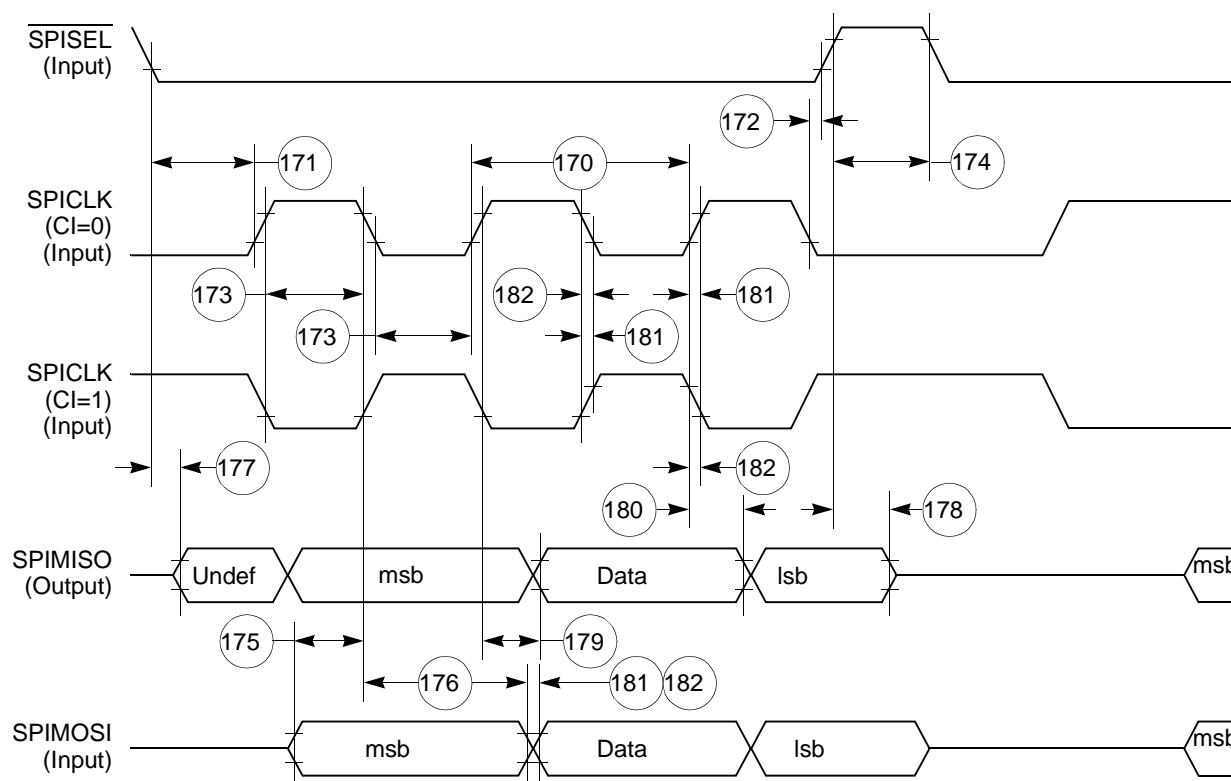 SPISEL
(Input)
172
171
170
174
SPICLK
(CI=0)
(Input)
173
182
181
173
181
SPICLK
(CI=1)
(Input)
177
182
180
178
SPIMISO
(Output)
Undef
msb
Data
lsb
msb
175
179
176
181
182
SPIMOSI
(Input)
msb
Data
lsb
msb